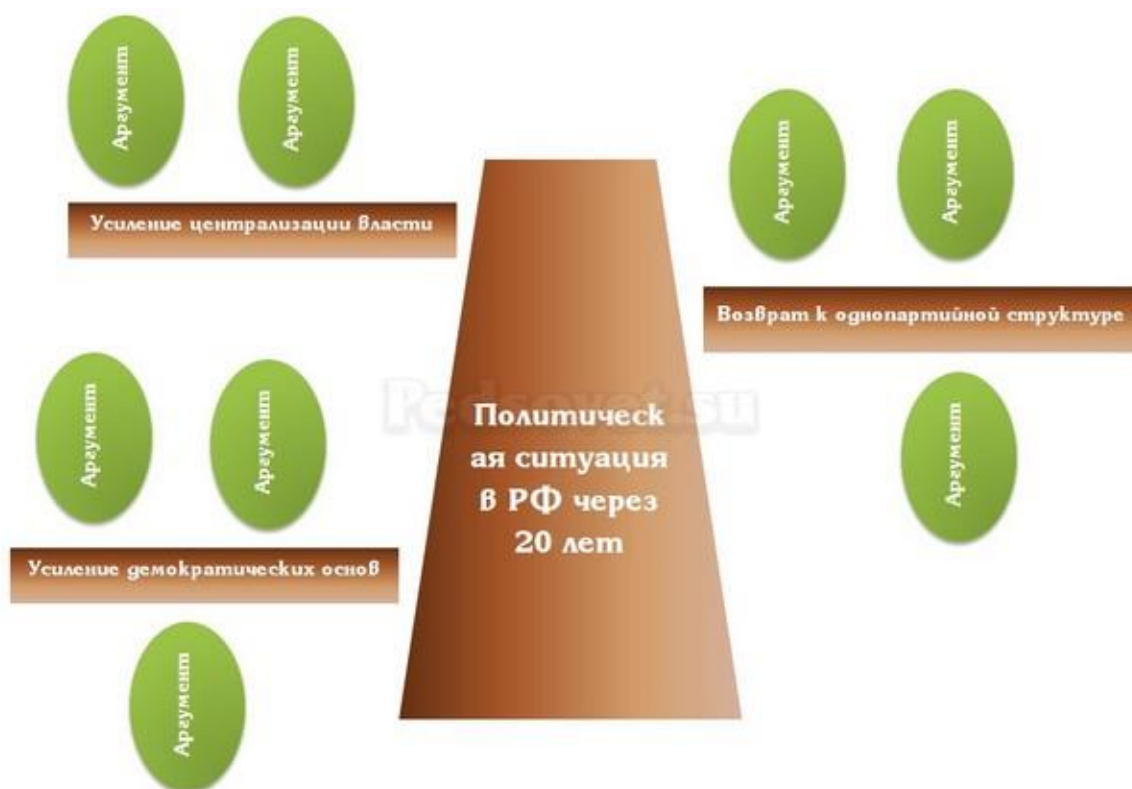 Аргумент
Аргумент
Усиление централизации власти
Аргумент
Аргумент
Возврат к однопартийной структуре
Аргумент
Аргумент
Аргумент
Усиление демократических основ
Аргумент
Pedsovet.su
Политическ
ая ситуация
в РФ через
20 лет